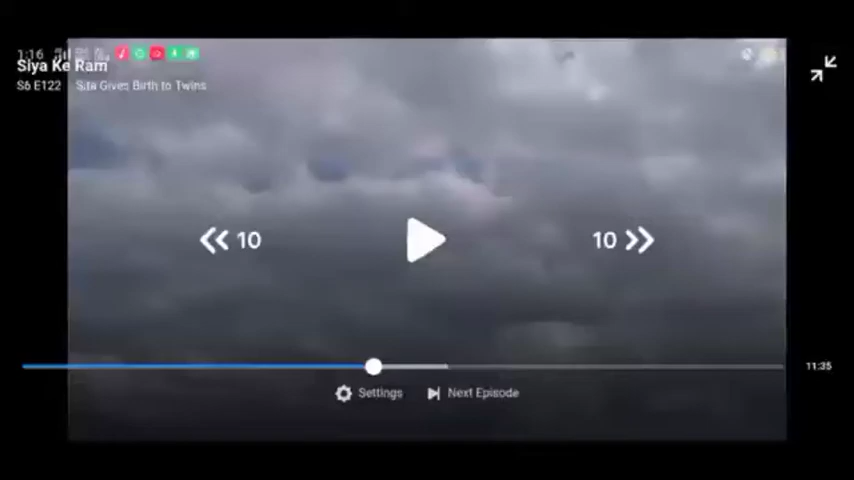 1:16
Siya Ke Ram
S6 E122 Sita Gives Birth to Twins
10
10
11:35
Settings
Next Episode